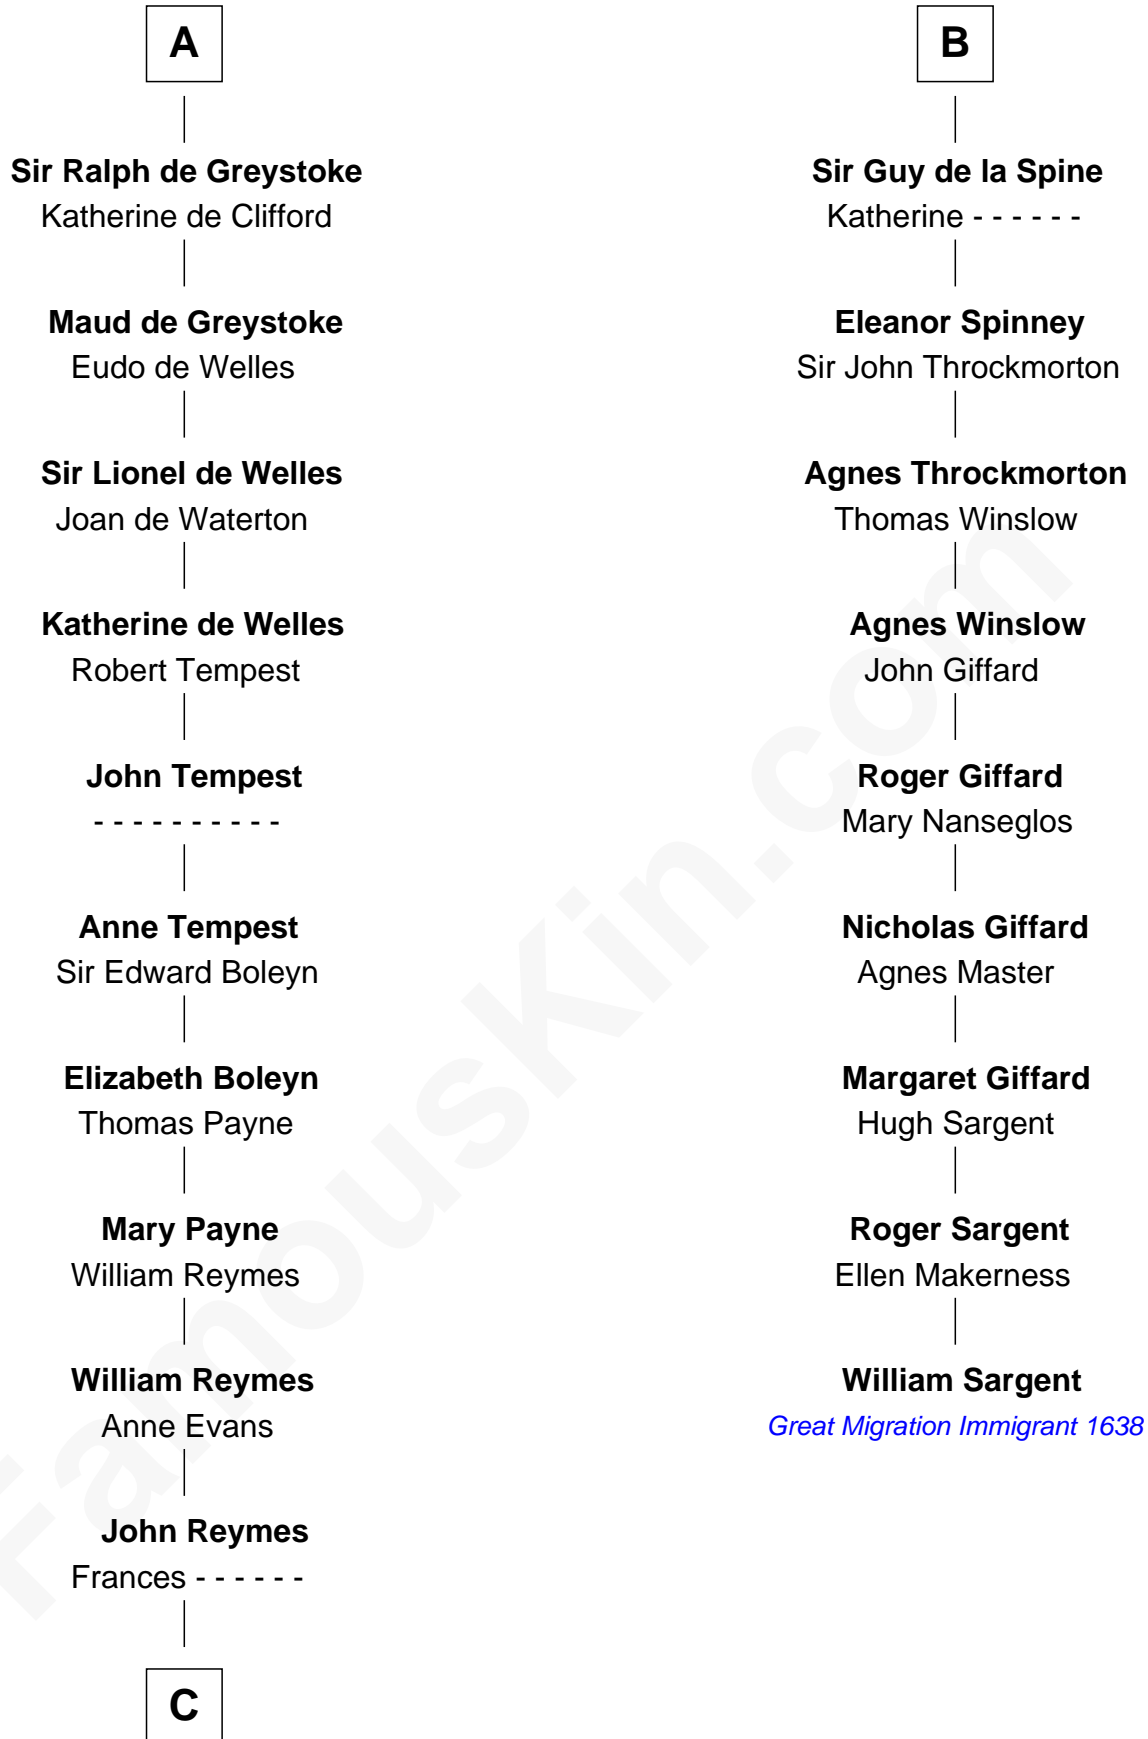 A
Sir Ralph de Greystoke
Katherine de Clifford
Maud de Greystoke
Eudo de Welles
Sir Lionel de Welles
Joan de Waterton
Katherine de Welles
Robert Tempest
John Tempest
- - - - - - - - - -
Anne Tempest
Sir Edward Boleyn
Elizabeth Boleyn
Thomas Payne
Mary Payne
William Reymes
William Reymes
Anne Evans
John Reymes
Frances - - - - - -
C
B
Sir Guy de la Spine
Katherine - - - - - -
Eleanor Spinney
Sir John Throckmorton
Agnes Throckmorton
Thomas Winslow
Agnes Winslow
John Giffard
Roger Giffard
Mary Nanseglos
Nicholas Giffard
Agnes Master
Margaret Giffard
Hugh Sargent
Roger Sargent
Ellen Makerness
William Sargent
Great Migration Immigrant 1638
FamousKin.com